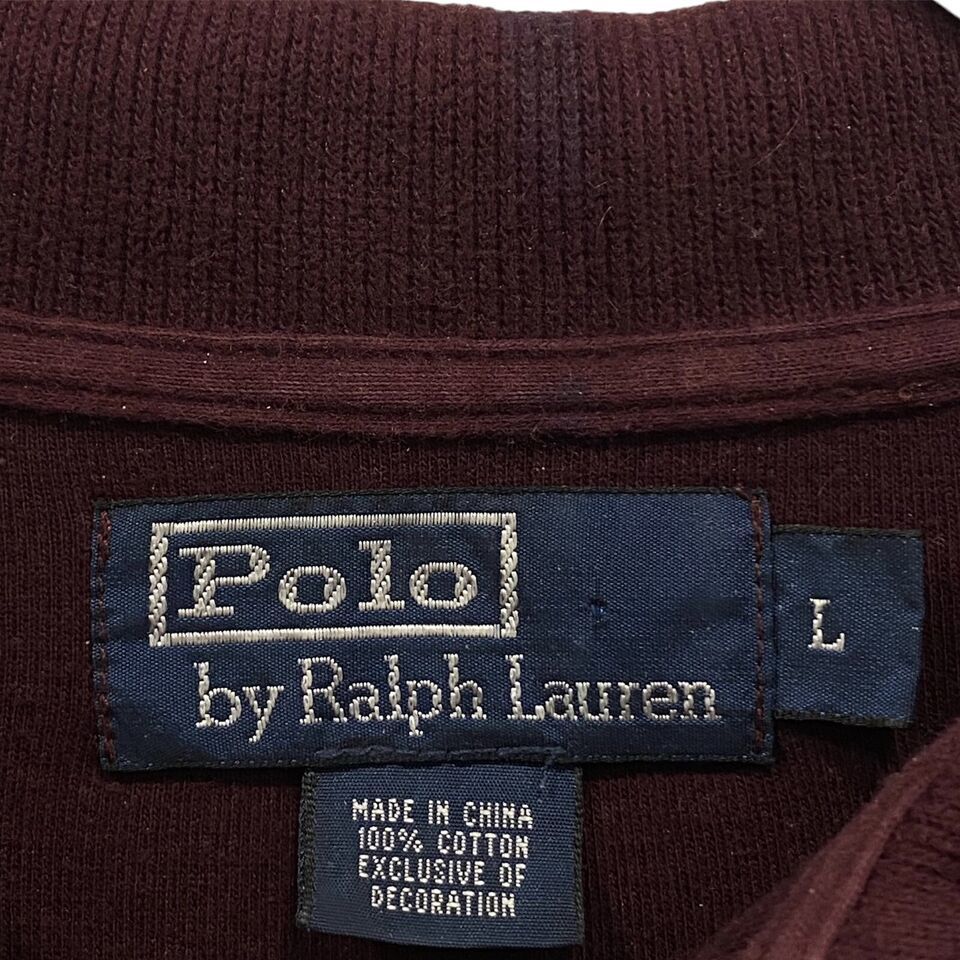 Polo
by Ralph Lauren
L
MADE IN CHINA
100% COTTON
EXCLUSIVE OF
DECORATION